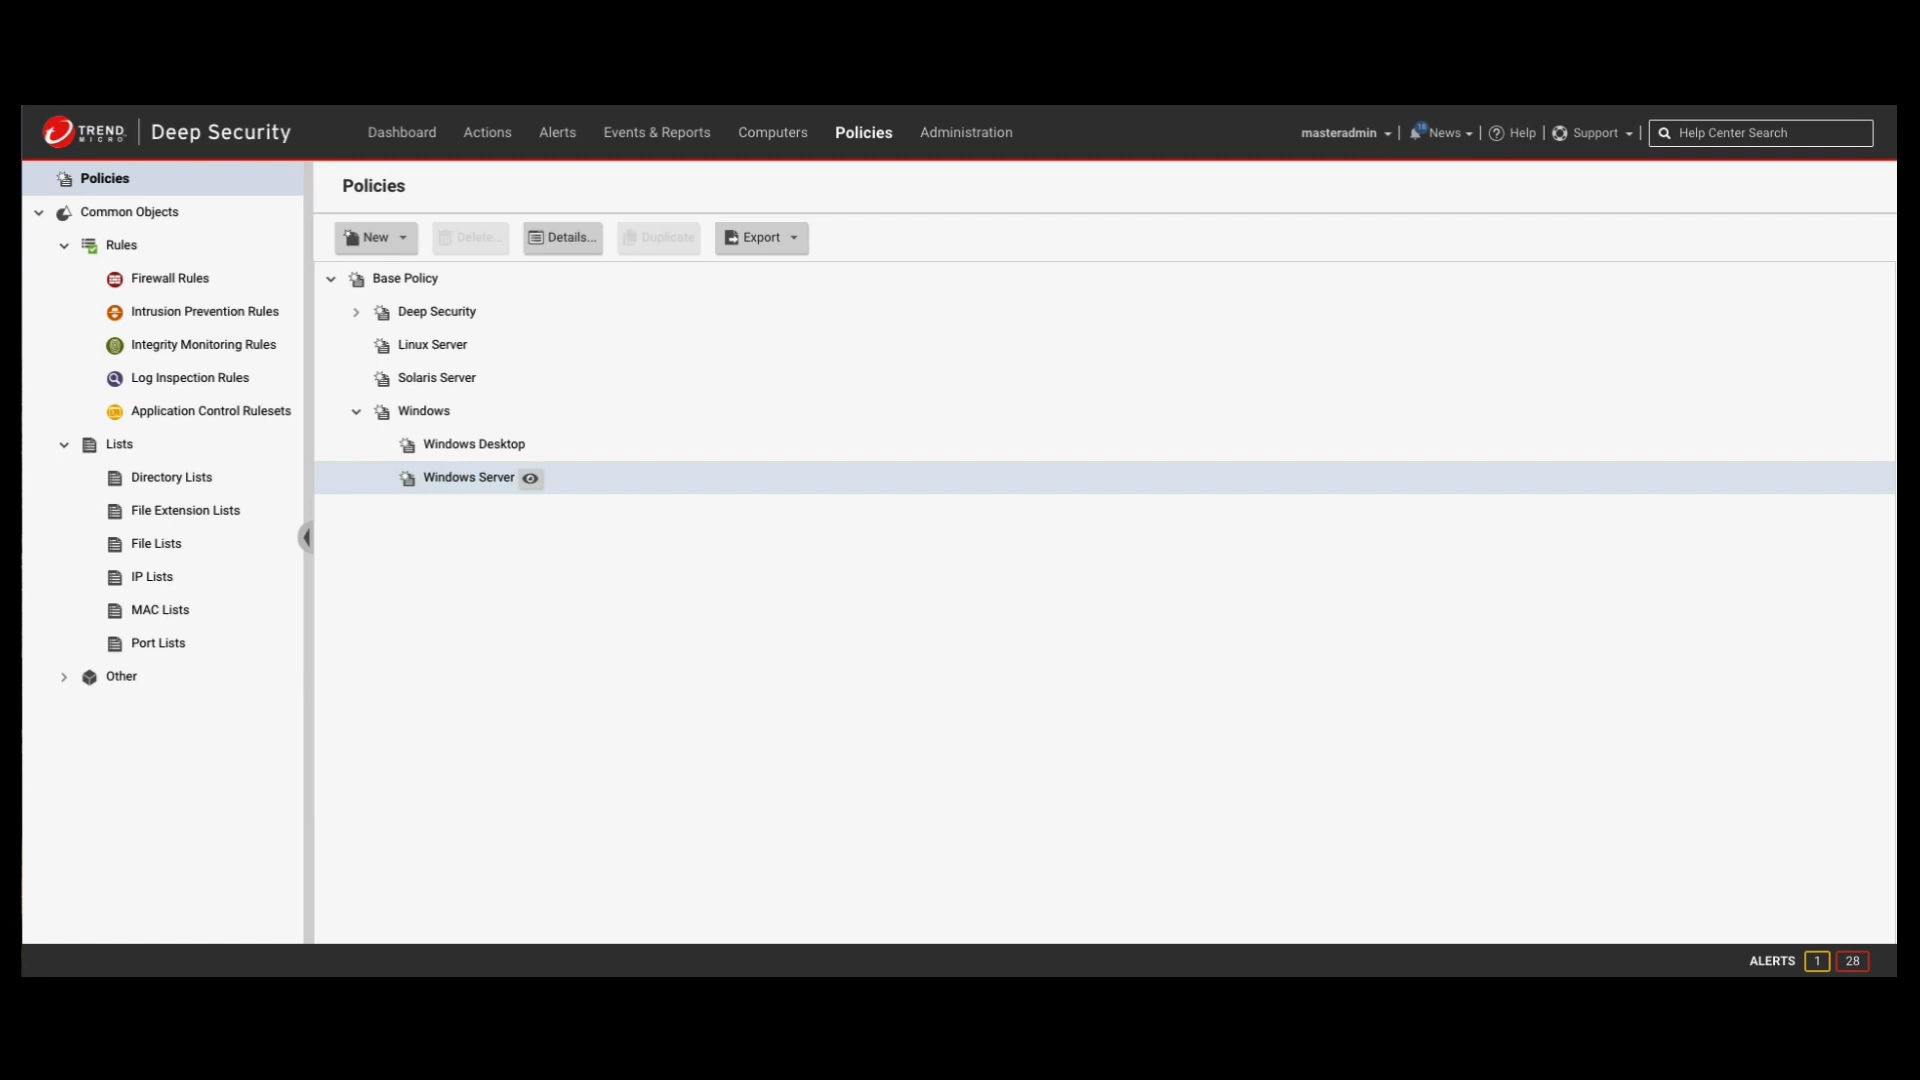 TREND MICRO Deep Security Dashboard Actions Alerts Events & Reports Computers Policies Administration masteradmin News Help Support Help Center Search
Policies
Common Objects
Rules
Firewall Rules
Intrusion Prevention Rules
Integrity Monitoring Rules
Log Inspection Rules
Application Control Rulesets
Lists
Directory Lists
File Extension Lists
File Lists
IP Lists
MAC Lists
Port Lists
Other
Policies
New Delete... Details... Duplicate Export
Base Policy
Deep Security
Linux Server
Solaris Server
Windows
Windows Desktop
Windows Server
ALERTS 1 28